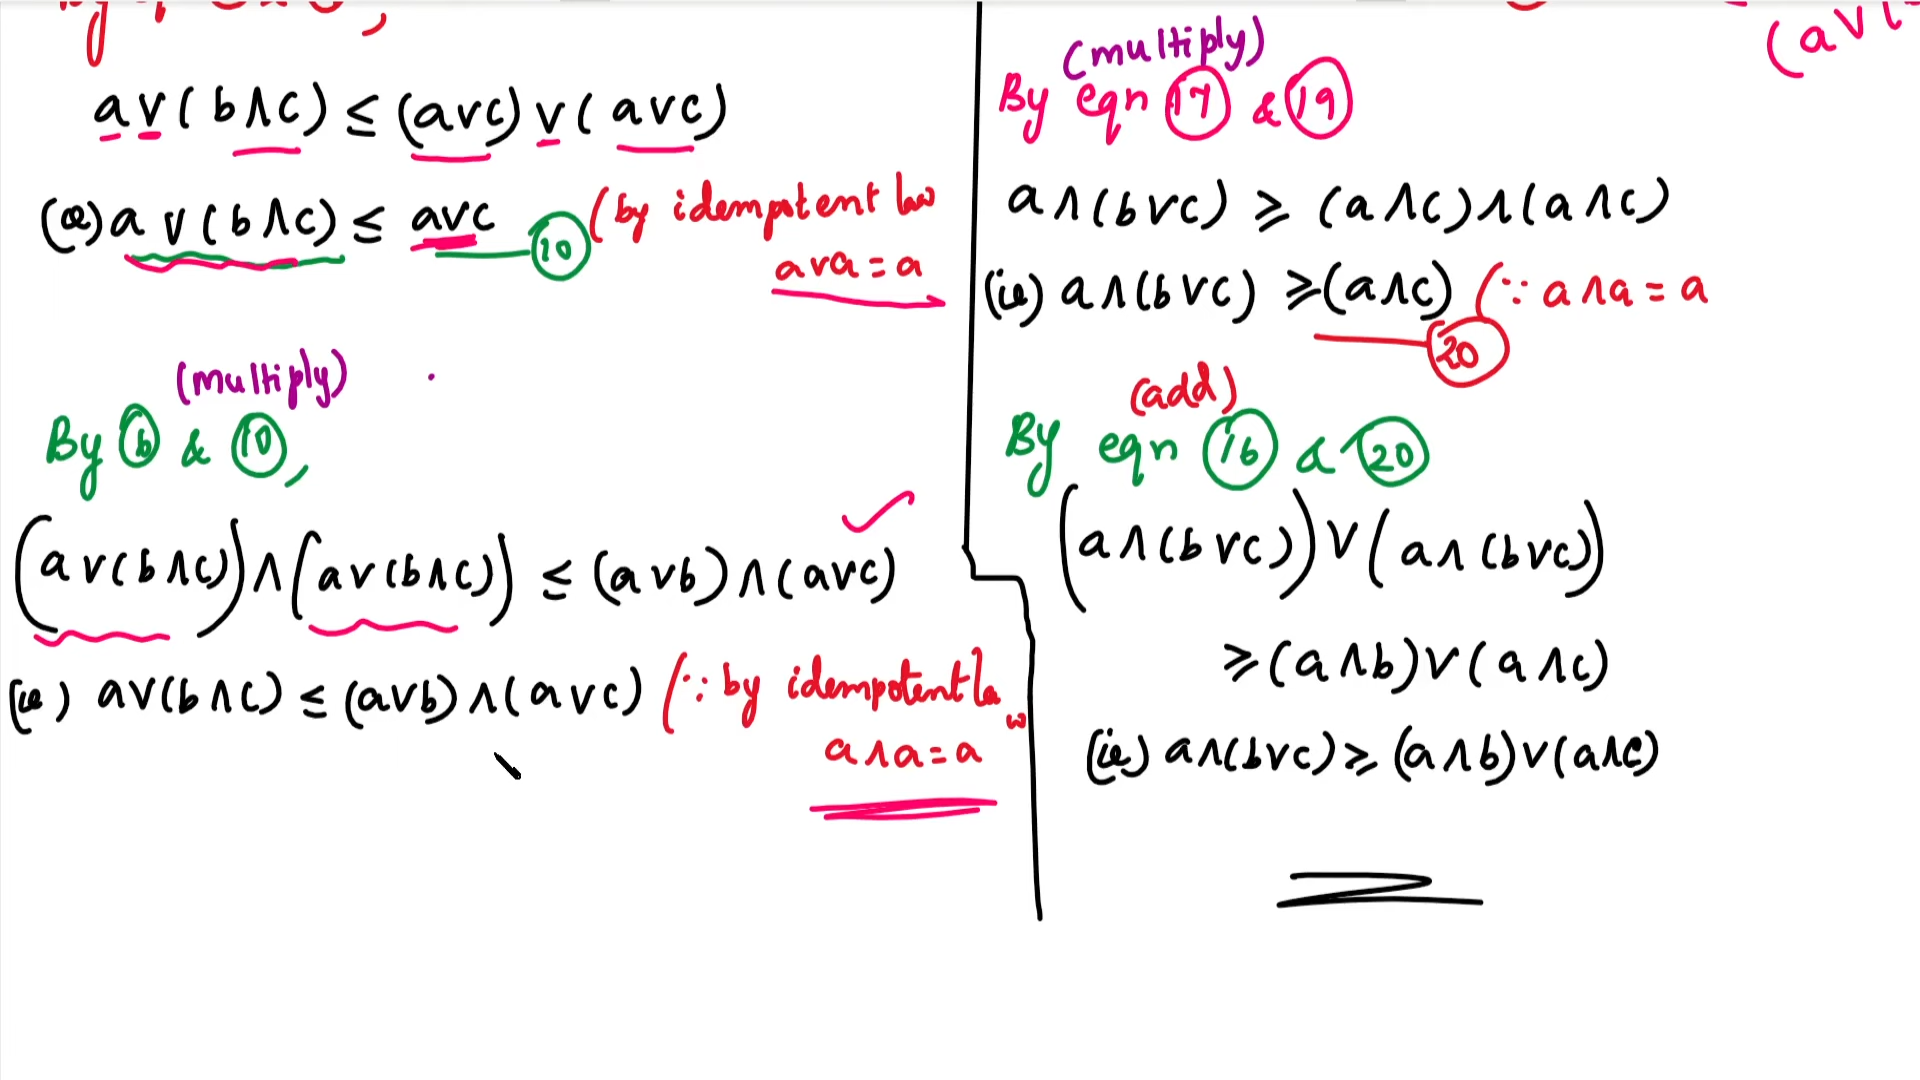 a∨(b∧c) ≤ (a∨c)∨(a∨c)
(ie) a∨(b∧c) ≤ a∨c 10 (by idempotent law
a∨a = a
(multiply)
By 6 & 10,
(a∨(b∧c))∧(a∨(b∧c)) ≤ (a∨b)∧(a∨c)
(ie) a∨(b∧c) ≤ (a∨b)∧(a∨c) (∵ by idempotent law
a∧a = a
(multiply)
By eqn 17 & 19
a∧(b∨c) ≥ (a∧c)∧(a∧c)
(ie) a∧(b∨c) ≥ (a∧c) (∵ a∧a = a
20
(add)
By eqn 16 & 20
(a∧(b∨c))∨(a∧(b∨c))
≥ (a∧b)∨(a∧c)
(ie) a∧(b∨c) ≥ (a∧b)∨(a∧c)